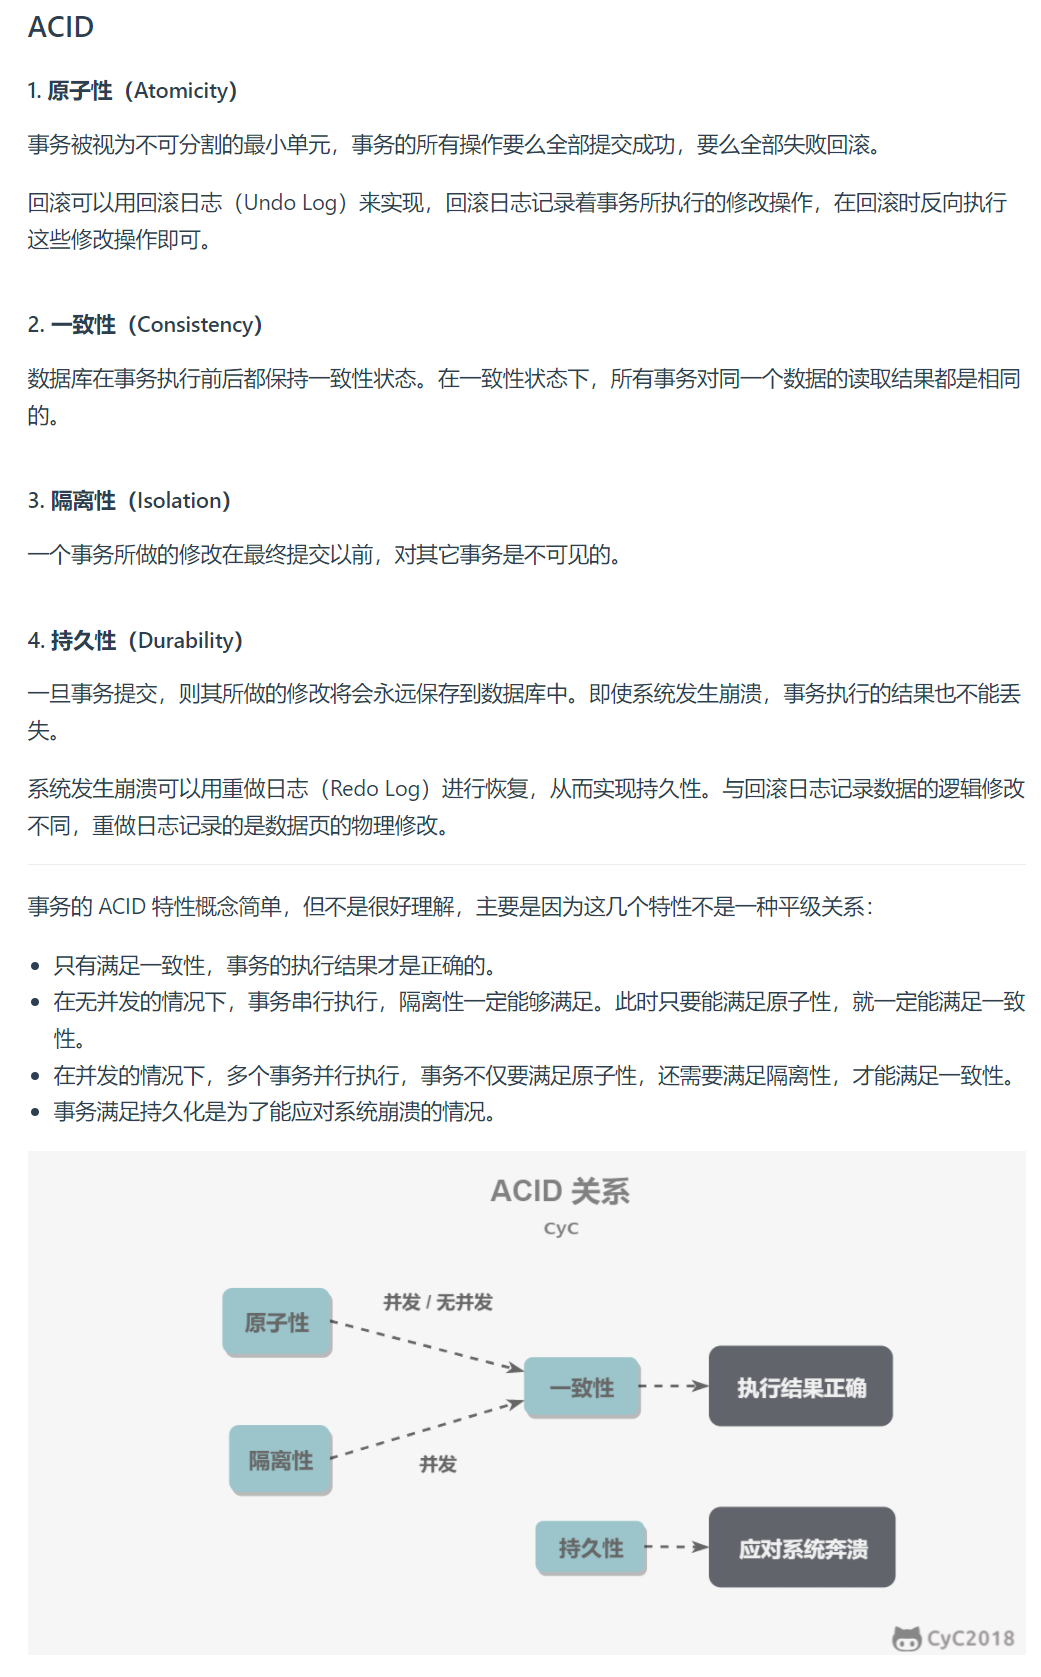 ACID
1. 原子性（Atomicity）
事务被视为不可分割的最小单元，事务的所有操作要么全部提交成功，要么全部失败回滚。
回滚可以用回滚日志（Undo Log）来实现，回滚日志记录着事务所执行的修改操作，在回滚时反向执行
这些修改操作即可。
2. 一致性（Consistency）
数据库在事务执行前后都保持一致性状态。在一致性状态下，所有事务对同一个数据的读取结果都是相同
的。
3. 隔离性（Isolation）
一个事务所做的修改在最终提交以前，对其它事务是不可见的。
4. 持久性（Durability）
一旦事务提交，则其所做的修改将会永远保存到数据库中。即使系统发生崩溃，事务执行的结果也不能丢
失。
系统发生崩溃可以用重做日志（Redo Log）进行恢复，从而实现持久性。与回滚日志记录数据的逻辑修改
不同，重做日志记录的是数据页的物理修改。
事务的 ACID 特性概念简单，但不是很好理解，主要是因为这几个特性不是一种平级关系：
• 只有满足一致性，事务的执行结果才是正确的。
• 在无并发的情况下，事务串行执行，隔离性一定能够满足。此时只要能满足原子性，就一定能满足一致
性。
• 在并发的情况下，多个事务并行执行，事务不仅要满足原子性，还需要满足隔离性，才能满足一致性。
• 事务满足持久化是为了能应对系统崩溃的情况。
ACID 关系
CyC
并发 / 无并发
原子性
一致性
执行结果正确
隔离性
并发
持久性
应对系统奔溃
CyC2018